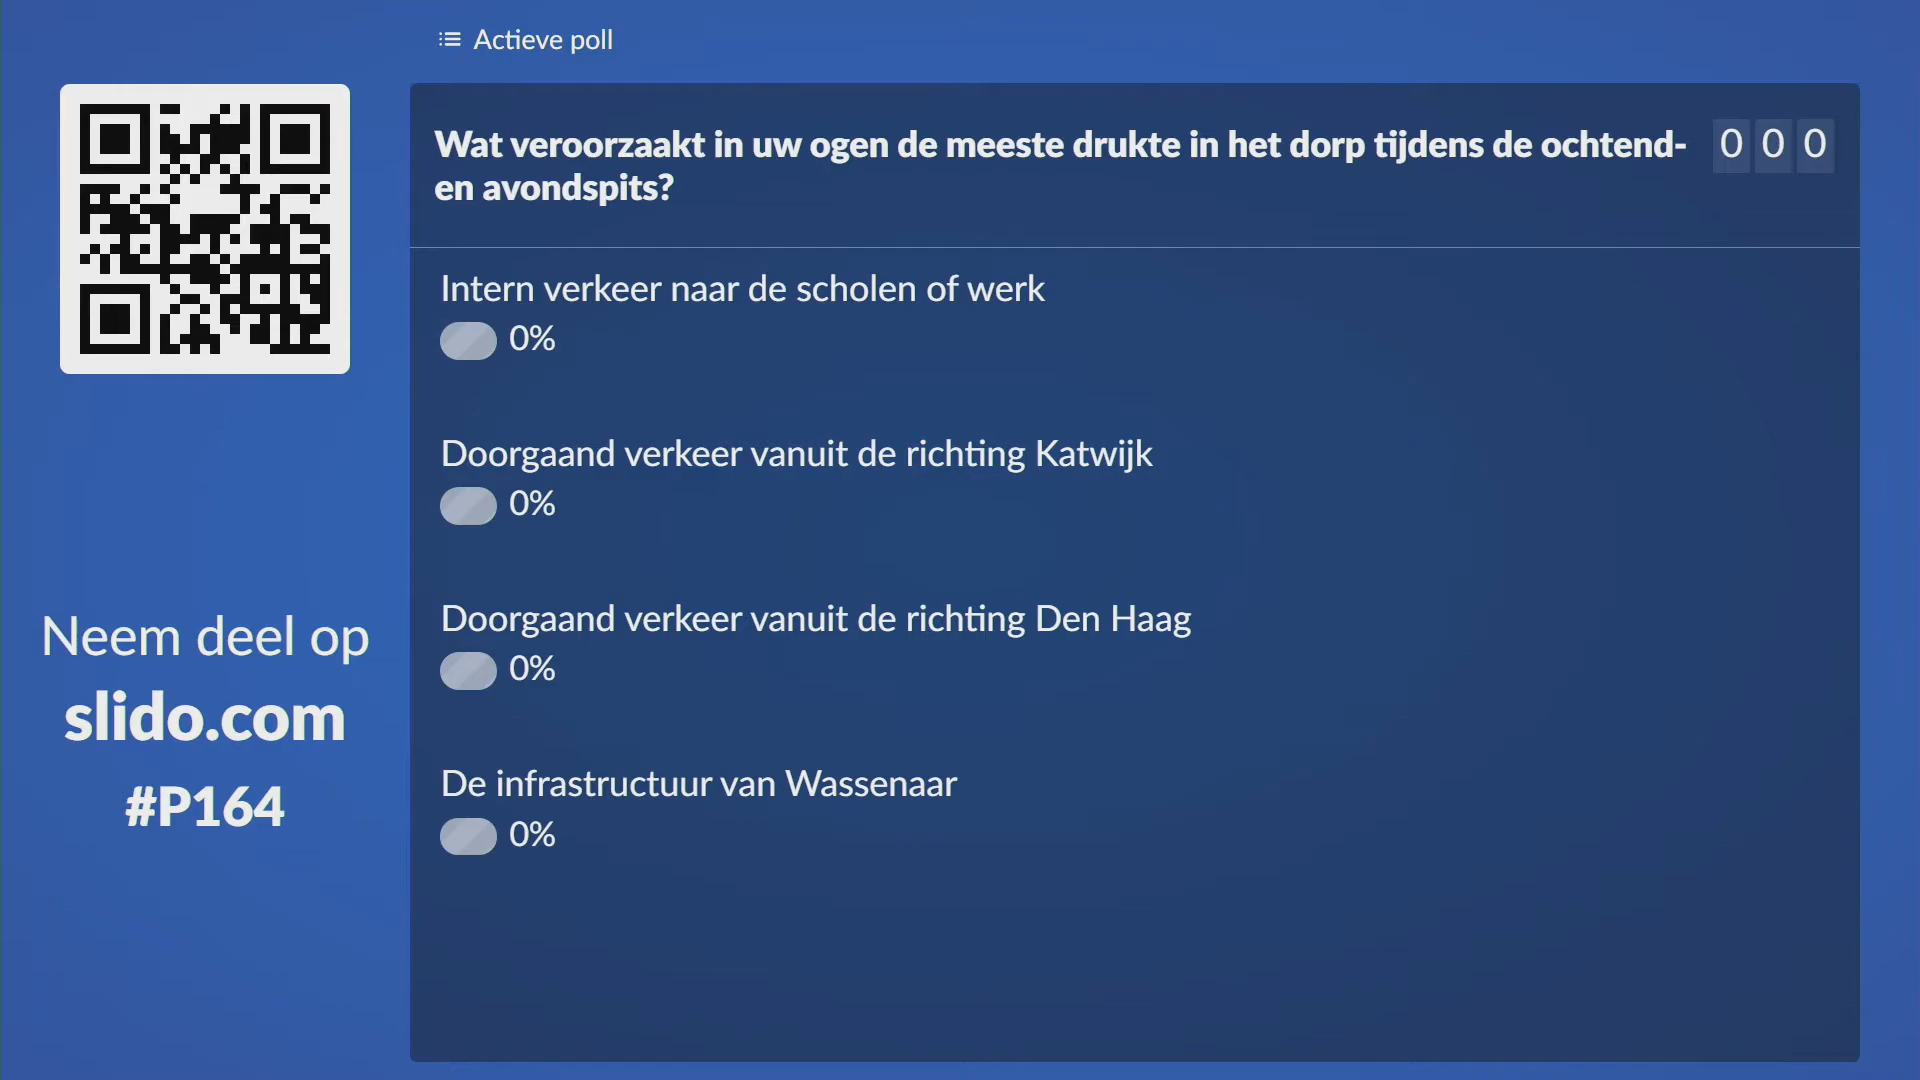 Actieve poll
Wat veroorzaakt in uw ogen de meeste drukte in het dorp tijdens de ochtend-
en avondspits?
0 0 0
Intern verkeer naar de scholen of werk
0%
Doorgaand verkeer vanuit de richting Katwijk
0%
Doorgaand verkeer vanuit de richting Den Haag
0%
De infrastructuur van Wassenaar
0%
Neem deel op
slido.com
#P164